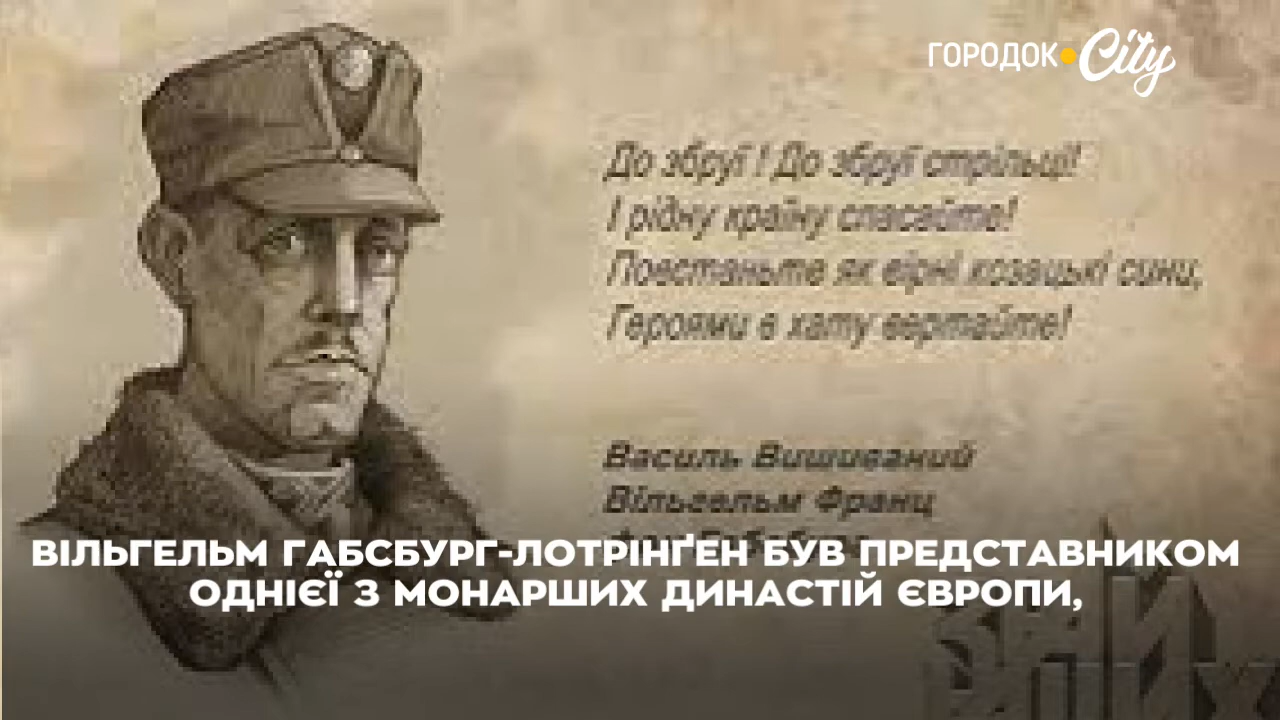 ГОРОДОК City
До зброї! До зброї стрільці!
І рідну країну спасайте!
Повстаньте як вірні козацькі сини,
Героями в хату вертайте!
Василь Вишиваний
Вільгельм Франц
ВІЛЬГЕЛЬМ ГАБСБУРГ-ЛОТРІНҐЕН БУВ ПРЕДСТАВНИКОМ
ОДНІЄЇ З МОНАРШИХ ДИНАСТІЙ ЄВРОПИ,